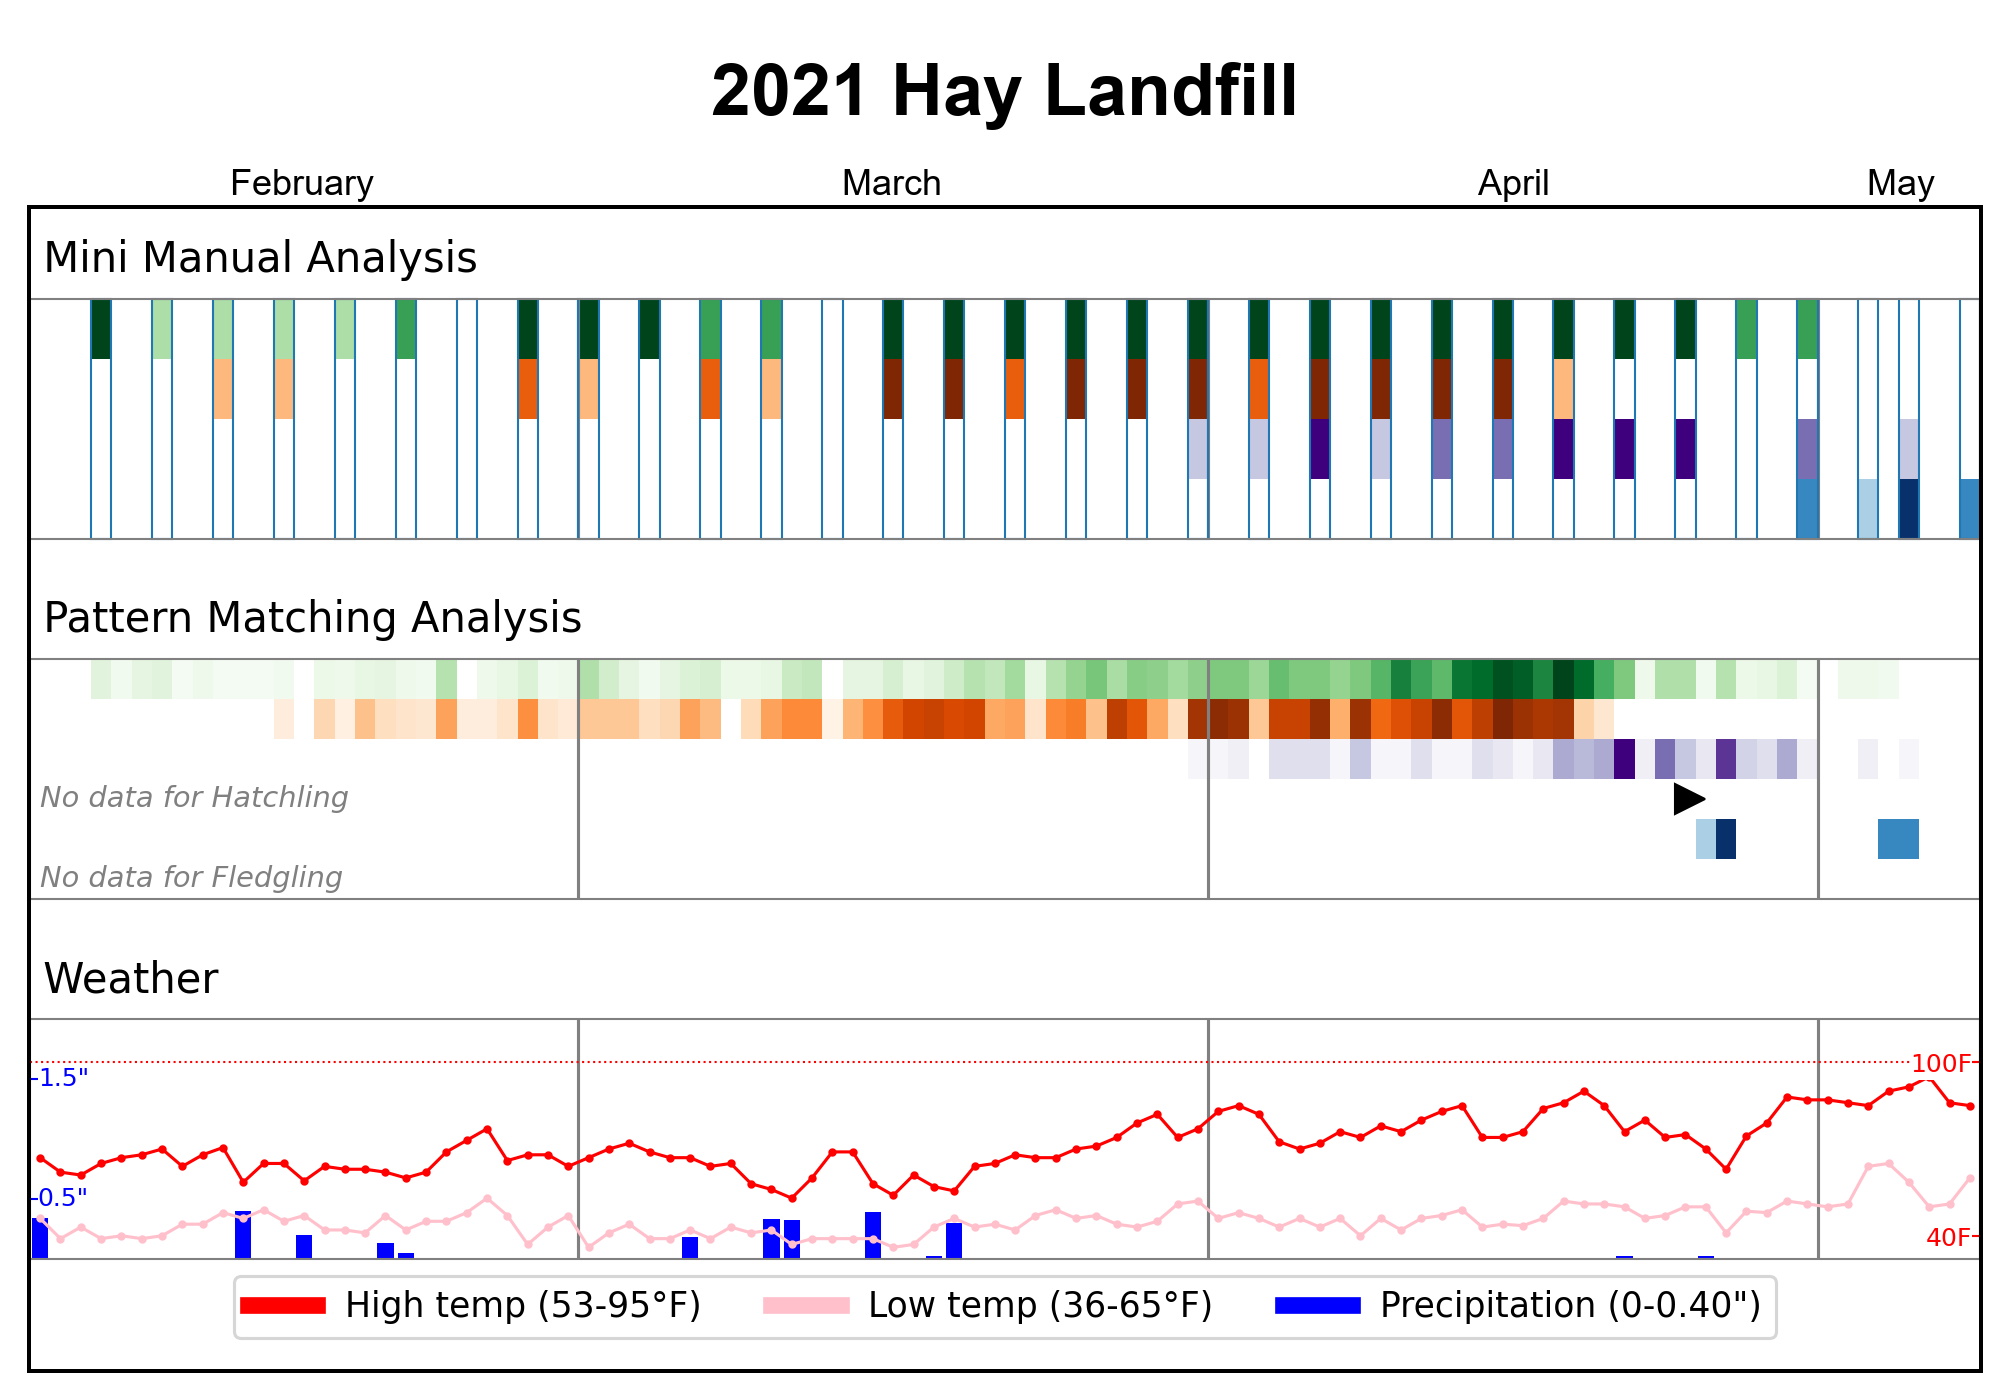 2021 Hay Landfill
February March April May
Mini Manual Analysis
Pattern Matching Analysis
No data for Hatchling
No data for Fledgling
Weather
100F
1.5"
0.5"
40F
High temp (53-95°F) Low temp (36-65°F) Precipitation (0-0.40")